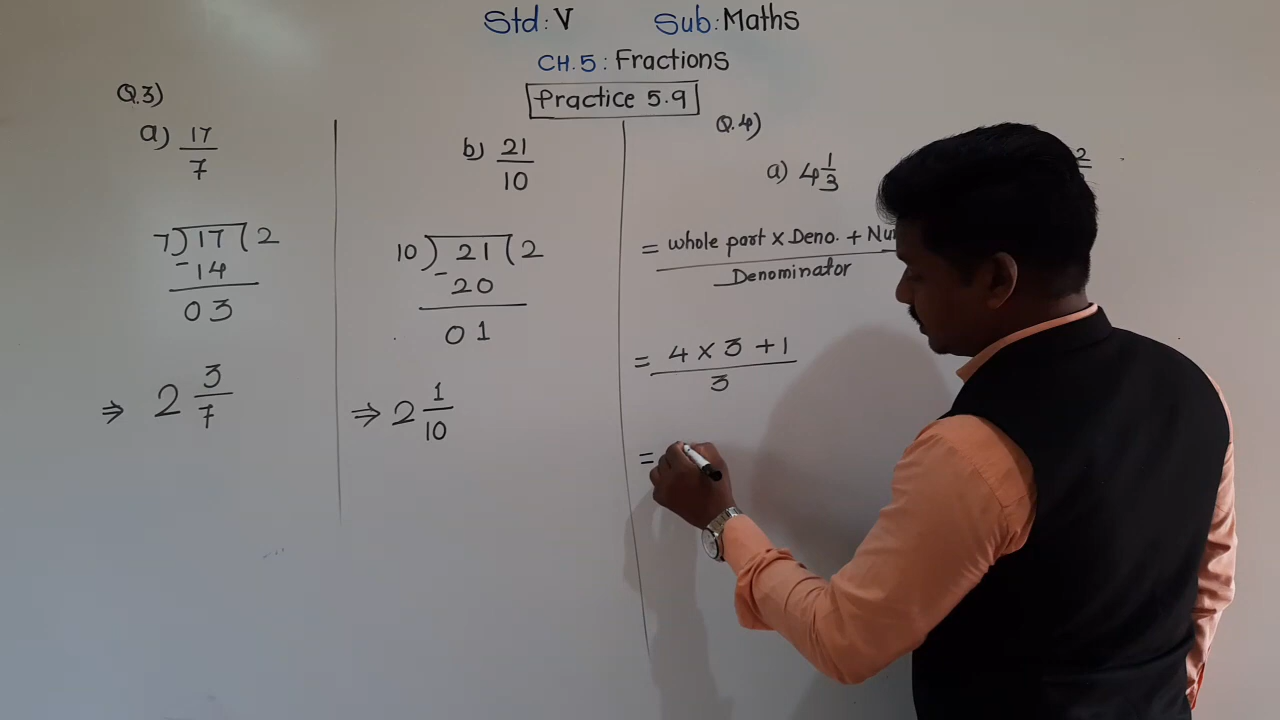 Std: V Sub: Maths
CH.5: Fractions
Practice 5.9
Q.3)
a) 17/7
7) 17 (2
- 14
03
⇒ 2 3/7
b) 21/10
10) 21 (2
- 20
01
⇒ 2 1/10
Q.4)
a) 4 1/3
= whole part × Deno. +
Denominator
= 4 × 3 + 1
3
=
2